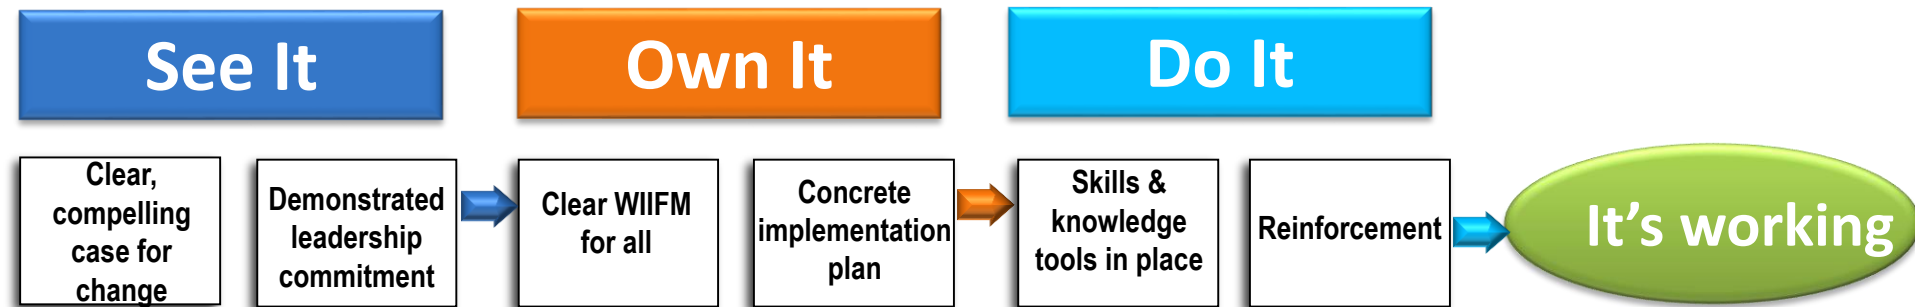 See It
Own It
Do It
Clear,
compelling
case for
change
Demonstrated
leadership
commitment
Clear WIIFM
for all
Concrete
implementation
plan
Skills &
knowledge
tools in place
Reinforcement
It’s working